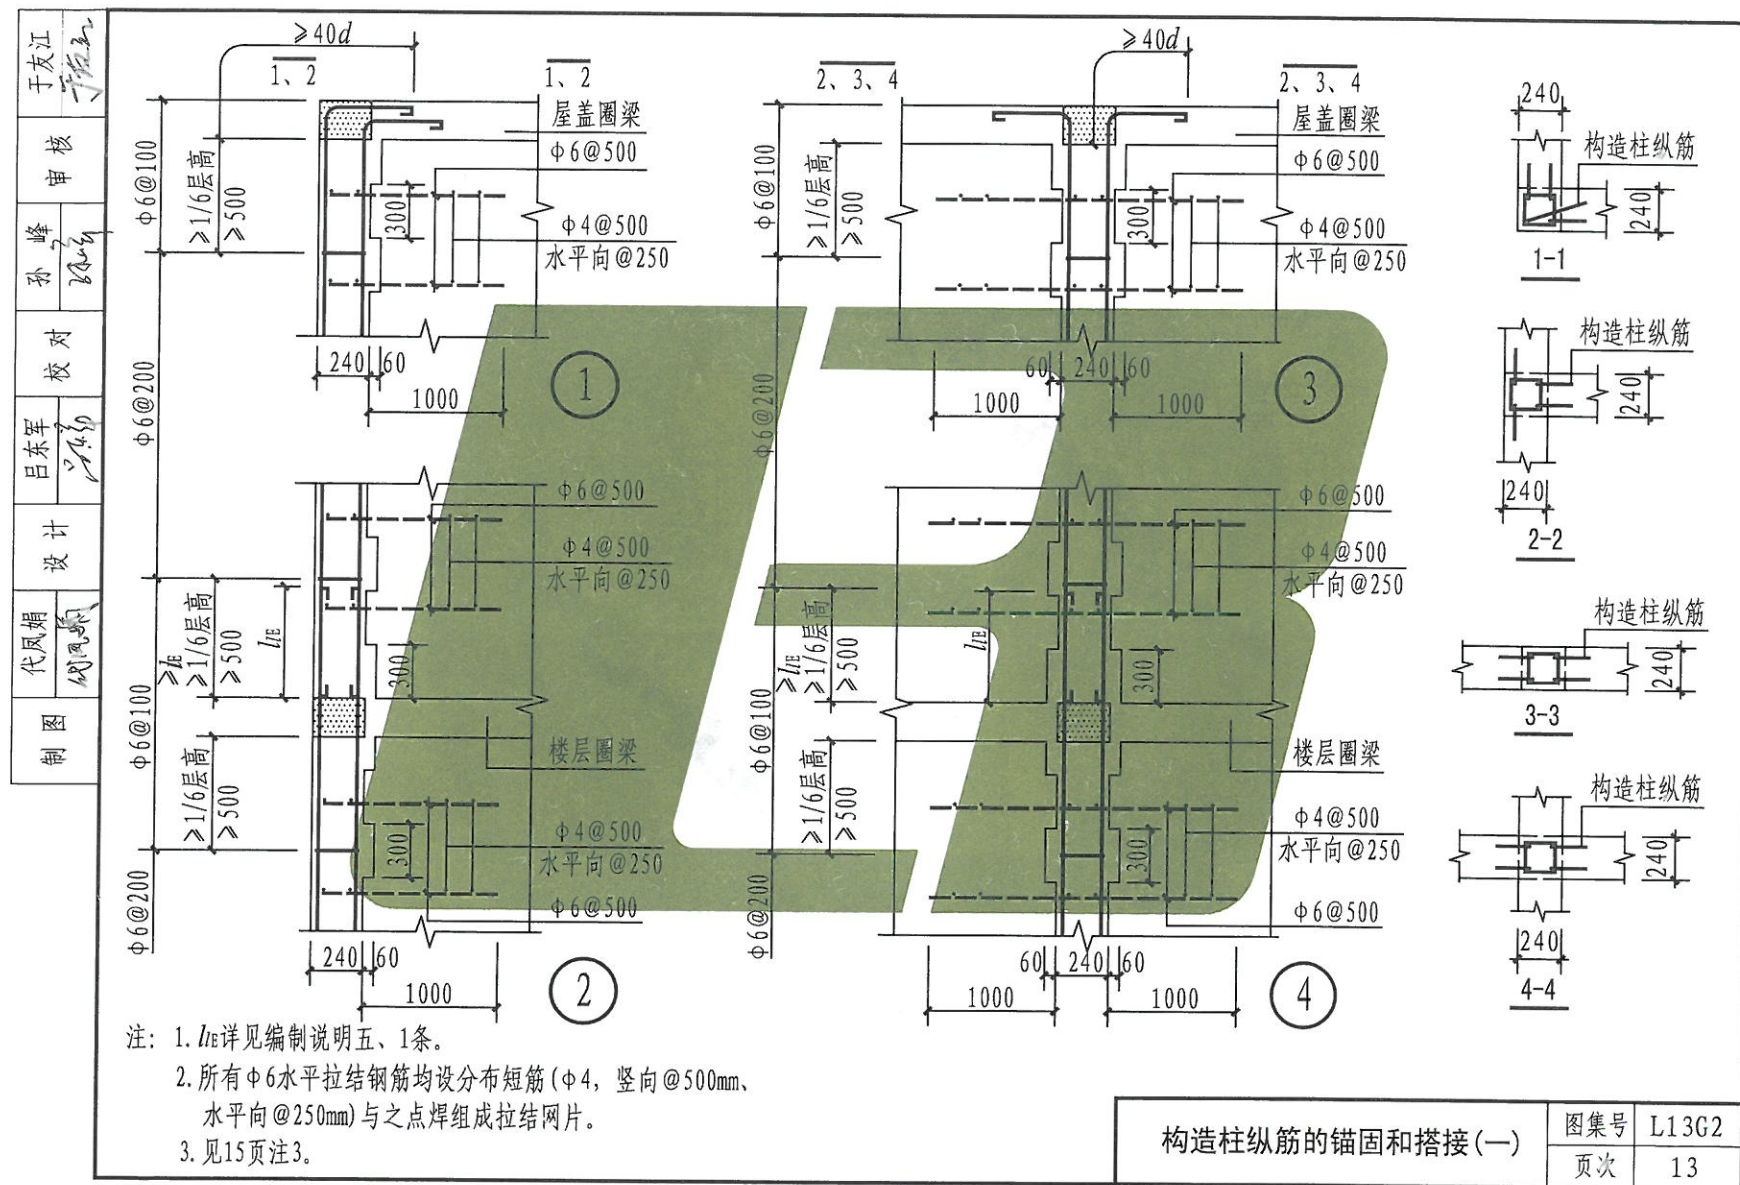 于友江
审核
孙峰
校对
吕东军
设计
代凤娟
制图
≥40d
1、2
1、2
屋盖圈梁
φ6@500
φ4@500
水平向@250
φ6@100
≥1/6层高
≥500
300
240
60
1000
1
φ6@200
φ6@500
φ4@500
水平向@250
≥llE
≥1/6层高
≥500
llE
300
φ6@100
楼层圈梁
≥1/6层高
≥500
300
φ4@500
水平向@250
φ6@500
φ6@200
240
60
1000
2
≥40d
2、3、4
2、3、4
屋盖圈梁
φ6@500
φ4@500
水平向@250
φ6@100
≥1/6层高
≥500
300
60
240
60
1000
1000
3
φ6@200
φ6@500
φ4@500
水平向@250
≥llE
≥1/6层高
≥500
llE
300
φ6@100
楼层圈梁
≥1/6层高
≥500
300
φ4@500
水平向@250
φ6@500
φ6@200
60
240
60
1000
1000
4
240
构造柱纵筋
240
1-1
构造柱纵筋
240
240
2-2
构造柱纵筋
240
3-3
构造柱纵筋
240
240
4-4
注: 1. llE详见编制说明五、1条。
2. 所有φ6水平拉结钢筋均设分布短筋(φ4, 竖向@500mm、
水平向@250mm)与之点焊组成拉结网片。
3. 见15页注3。
构造柱纵筋的锚固和搭接(一)
图集号 L13G2
页次 13